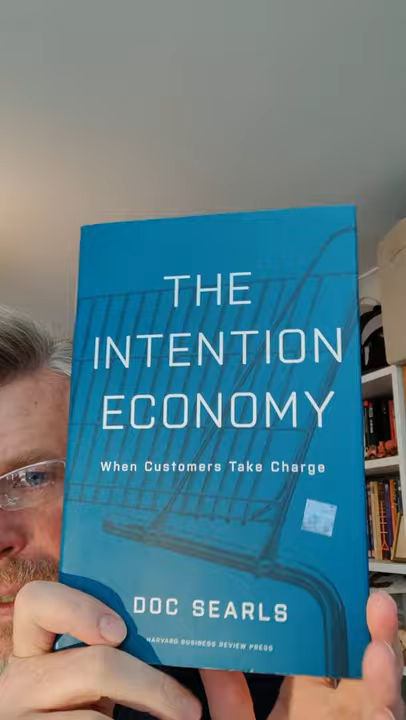 THE
INTENTION
ECONOMY
When Customers Take Charge
DOC SEARLS
HARVARD BUSINESS REVIEW PRESS